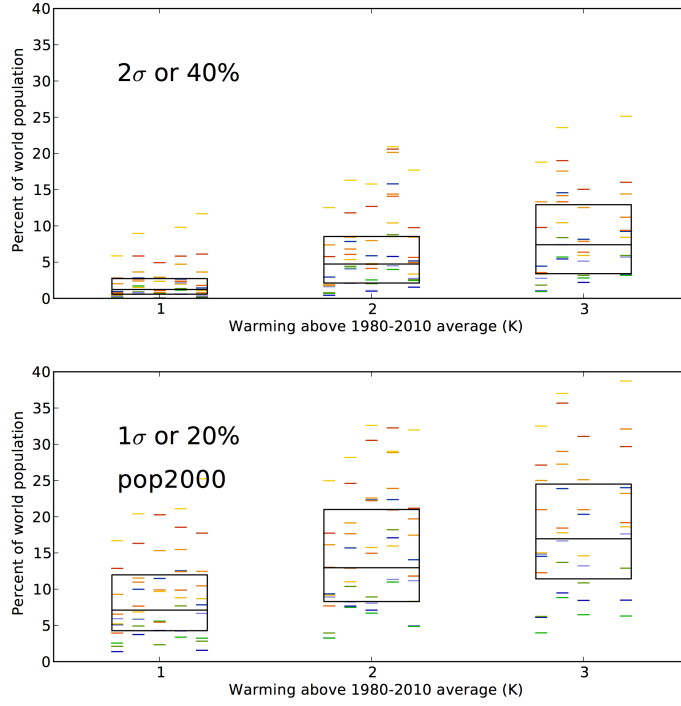 40
35
30
25
20
15
10
5
0
Percent of world population
2σ or 40%
1 2 3
Warming above 1980-2010 average (K)
40
35
30
25
20
15
10
5
0
Percent of world population
1σ or 20%
pop2000
1 2 3
Warming above 1980-2010 average (K)